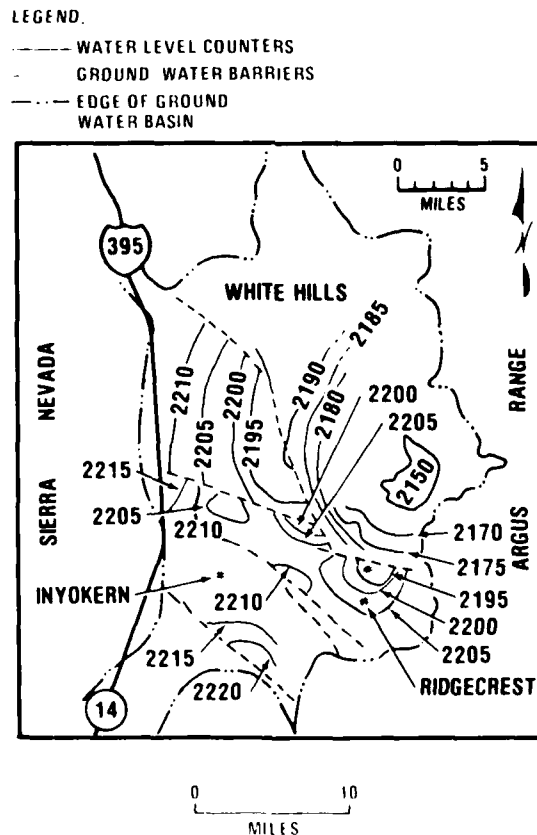 LEGEND.
WATER LEVEL COUNTERS
GROUND WATER BARRIERS
EDGE OF GROUND
WATER BASIN
0 5
MILES
395
WHITE HILLS
SIERRA NEVADA
ARGUS RANGE
2210
2205
2200
2195
2190
2185
2180
2200
2205
2215
2205
2210
2150
2170
2175
2195
2200
2205
INYOKERN
2210
RIDGECREST
2215
2220
14
0 10
MILES